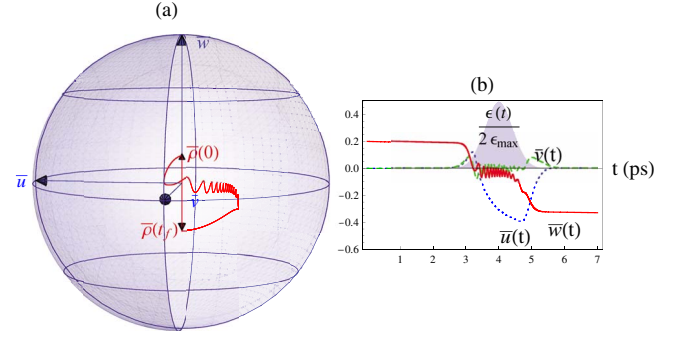 (a)
w̅
ρ̅(0)
u̅
v̅
ρ̅(t_f)
(b)
0.4
0.2
0.0
−0.2
−0.4
−0.6
ϵ(t)
2 ϵmax
v̅(t)
t (ps)
u̅(t)
w̅(t)
1 2 3 4 5 6 7